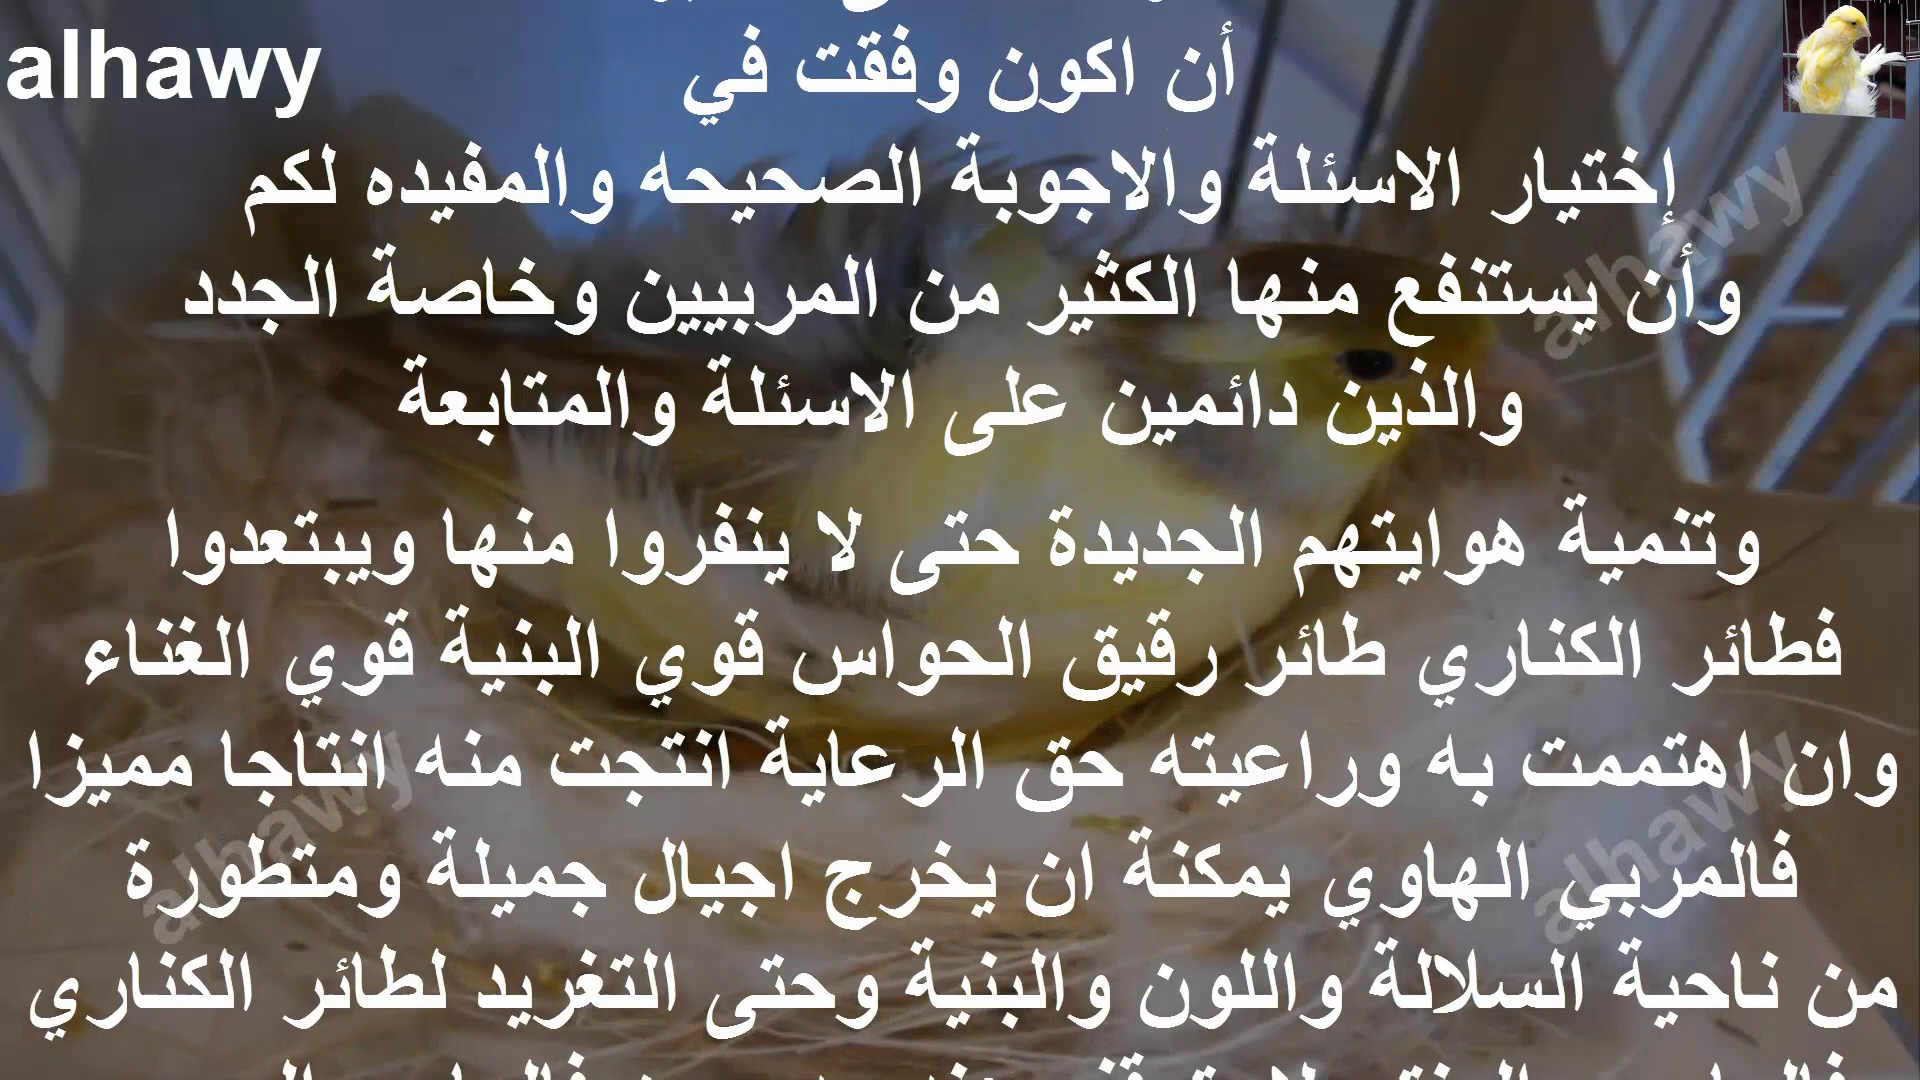 alhawy
أن اكون وفقت في
إختيار الاسئلة والاجوبة الصحيحه والمفيده لكم
وأن يستنفع منها الكثير من المربيين وخاصة الجدد
والذين دائمين على الاسئلة والمتابعة
وتنمية هوايتهم الجديدة حتى لا ينفروا منها ويبتعدوا
فطائر الكناري طائر رقيق الحواس قوي البنية قوي الغناء
وان اهتممت به وراعيته حق الرعاية انتجت منه انتاجا مميزا
فالمربي الهاوي يمكنة ان يخرج اجيال جميلة ومتطورة
من ناحية السلالة واللون والبنية وحتى التغريد لطائر الكناري
alhawy
alhawy
alhawy